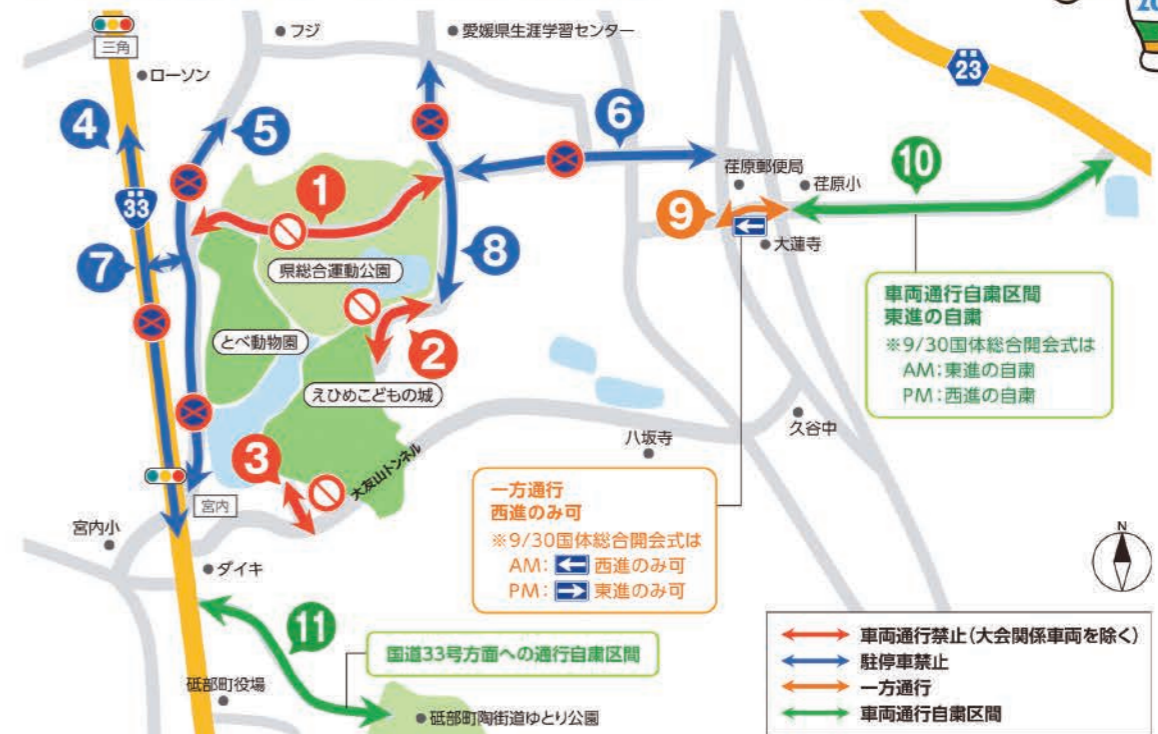 三角
ローソン
フジ
愛媛県生涯学習センター
23
4
5
6
33
7
1
8
荏原郵便局
荏原小
10
9
大蓮寺
県総合運動公園
とべ動物園
2
えひめこどもの城
車両通行自粛区間
東進の自粛
※9/30国体総合開会式は
AM:東進の自粛
PM:西進の自粛
久谷中
八坂寺
3
大友山トンネル
宮内
宮内小
一方通行
西進のみ可
※9/30国体総合開会式は
AM: ← 西進のみ可
PM: → 東進のみ可
N
ダイキ
11
国道33号方面への通行自粛区間
砥部町役場
砥部町陶街道ゆとり公園
車両通行禁止(大会関係車両を除く)
駐停車禁止
一方通行
車両通行自粛区間